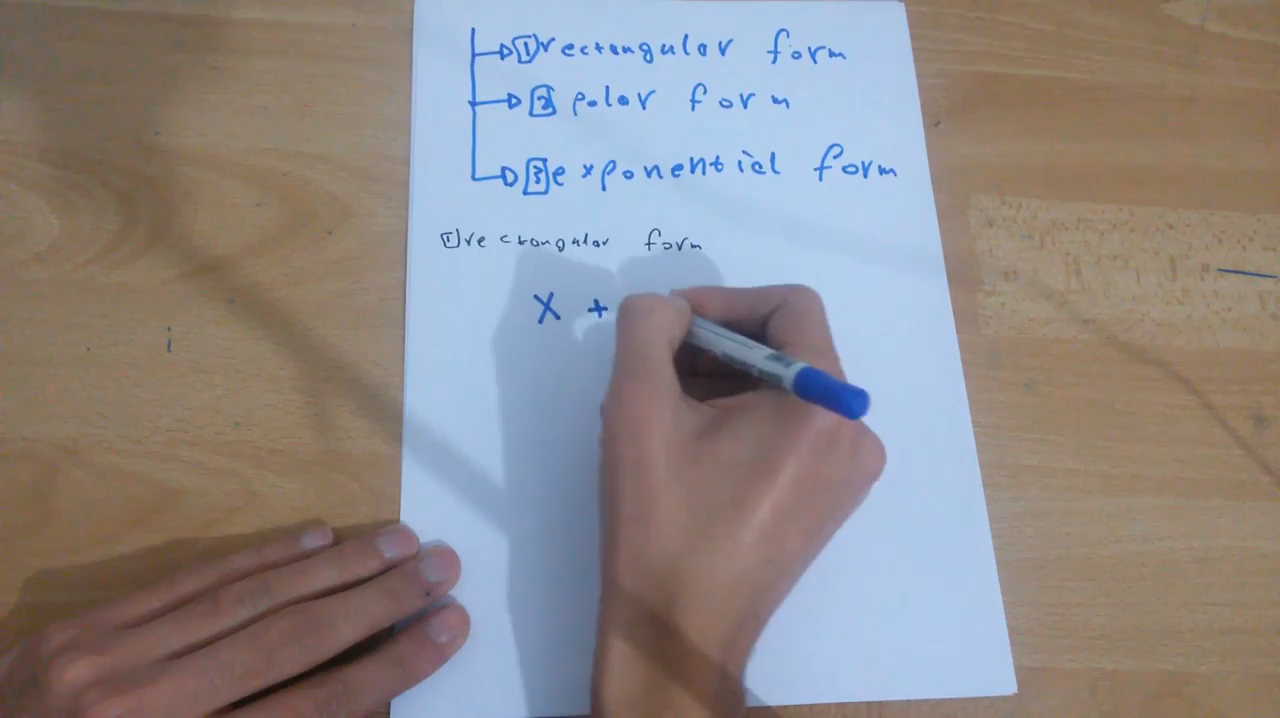 1 rectangular form
2 polar form
3 exponential form
1 rectangular form
X +